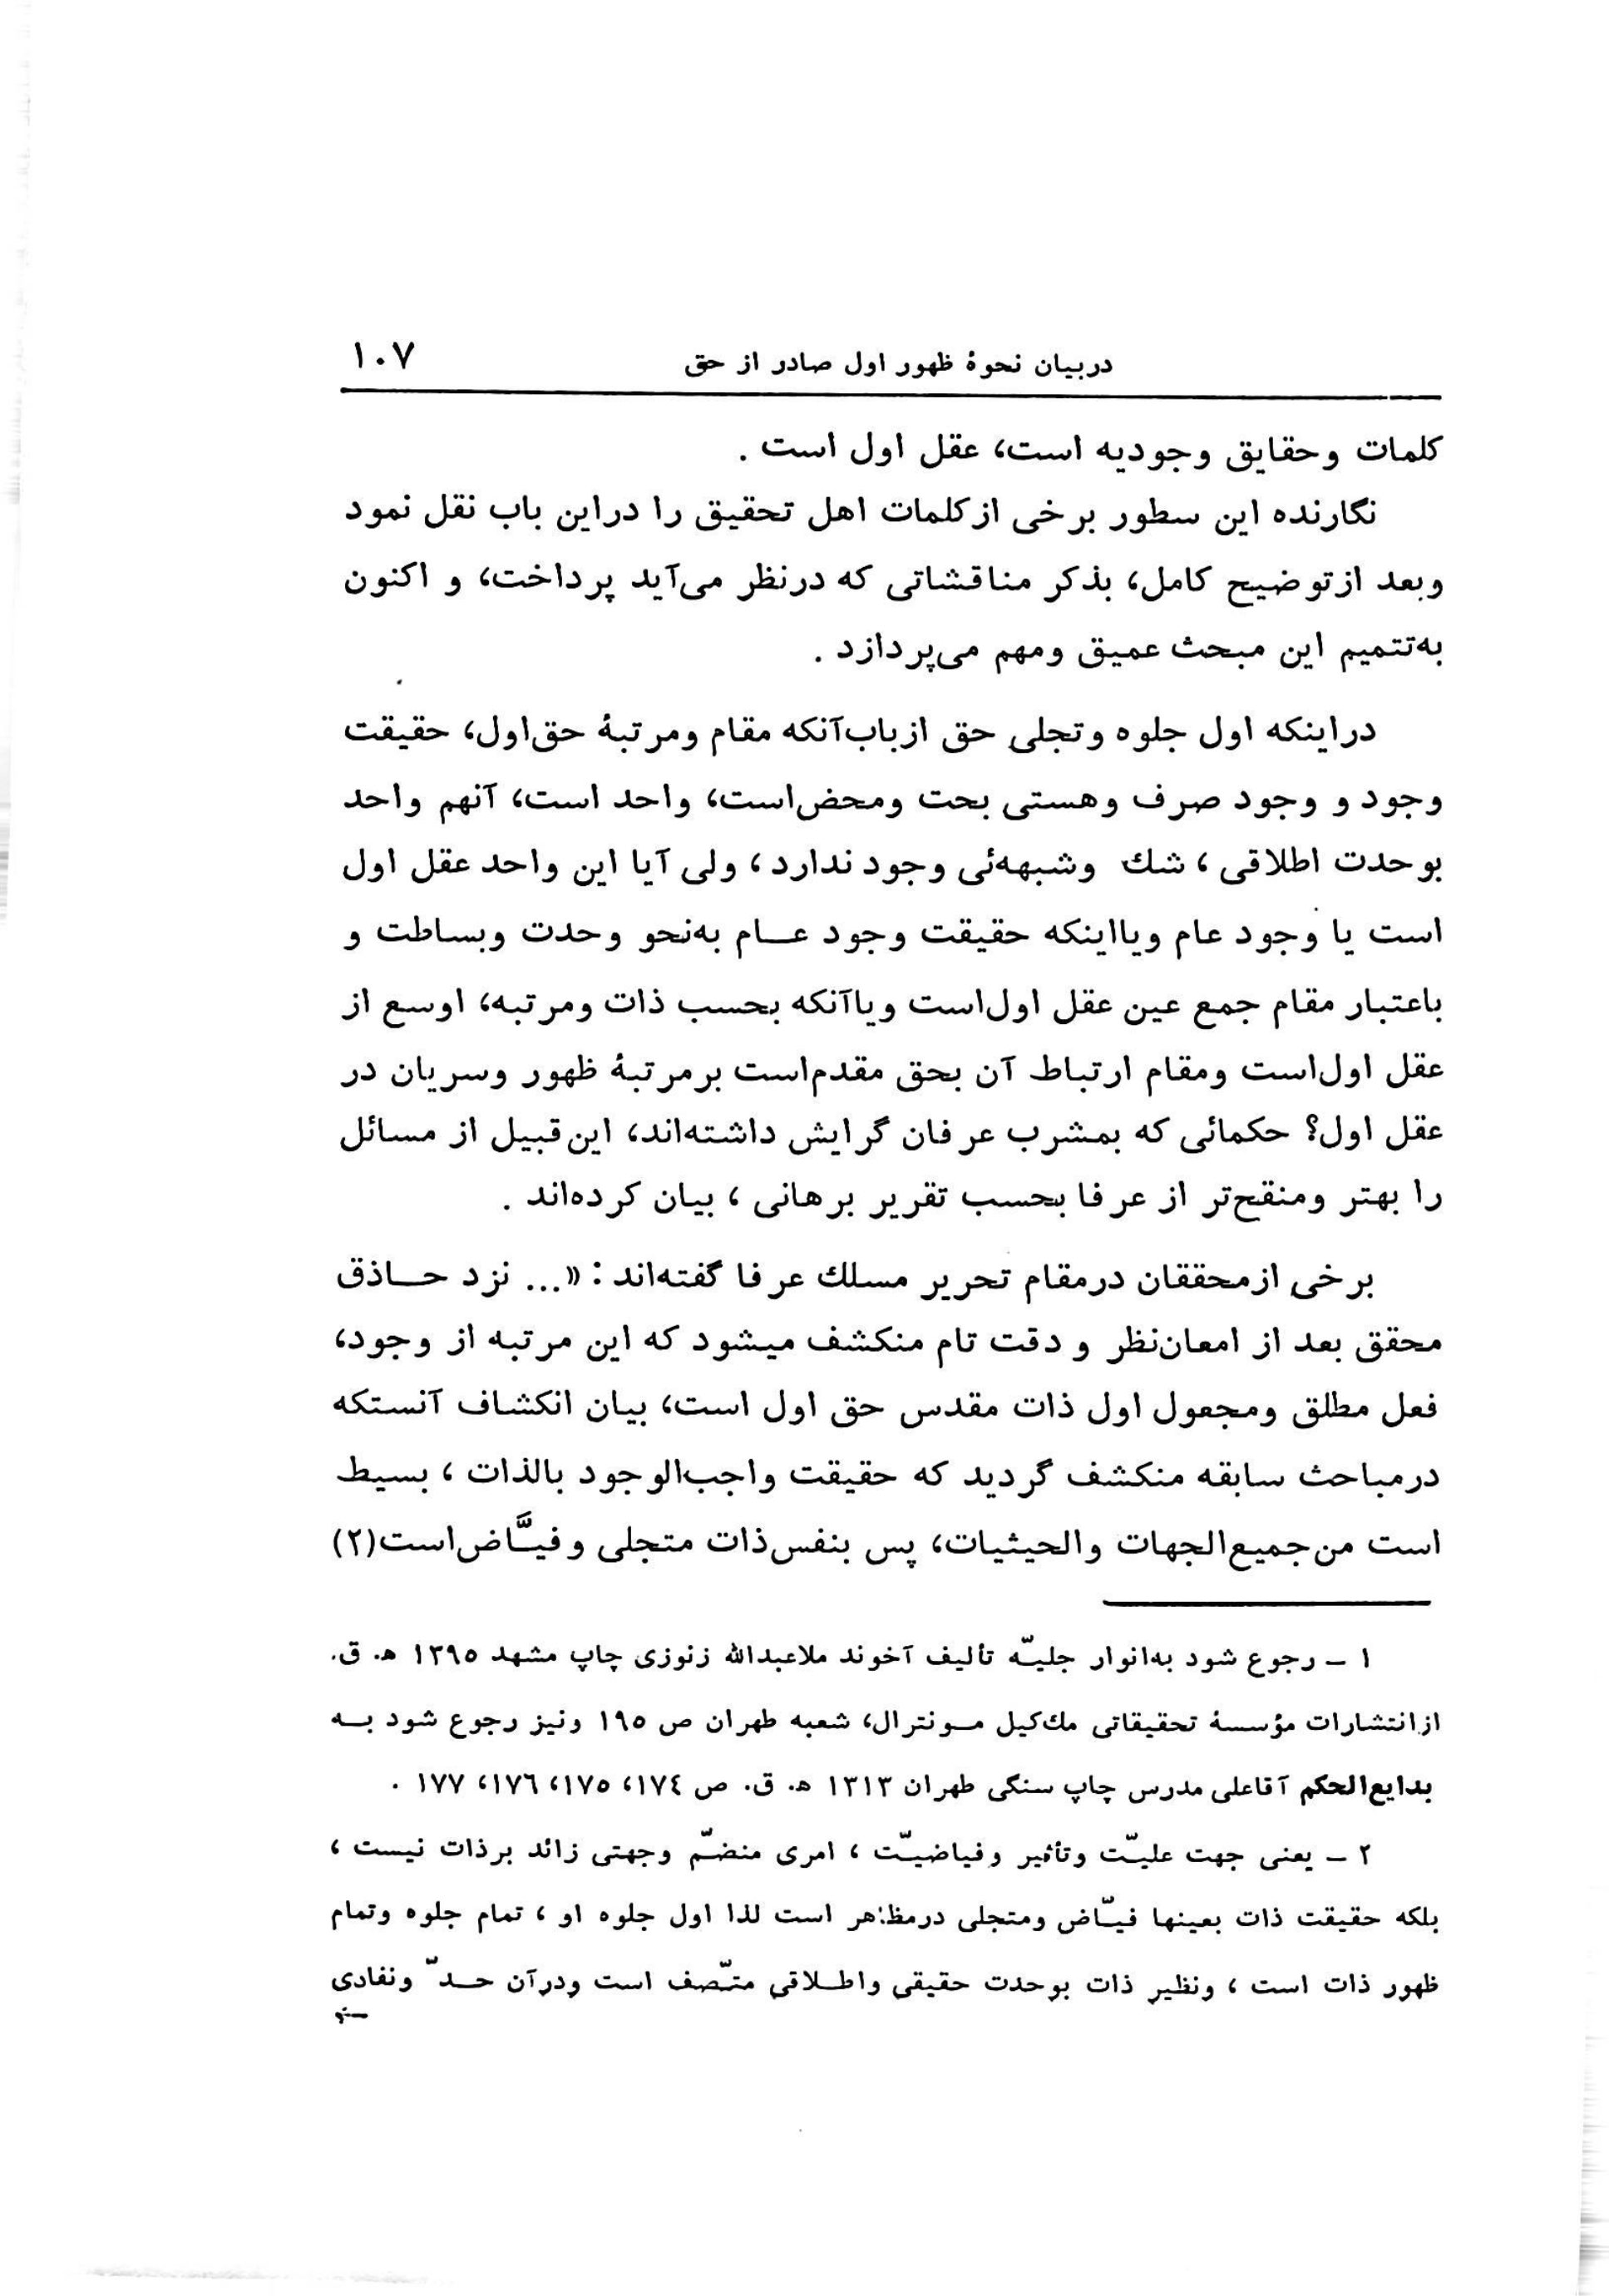 دربیان نحوهٔ ظهور اول صادر از حق ۱۰۷
کلمات وحقایق وجودیه است، عقل اول است .
نگارنده این سطور برخی ازکلمات اهل تحقیق را دراین باب نقل نمود
وبعد ازتوضیح کامل، بذکر مناقشاتی که درنظر می‌آید پرداخت، و اکنون
به‌تتمیم این مبحث عمیق ومهم می‌پردازد .
دراینکه اول جلوه وتجلی حق ازباب‌آنکه مقام ومرتبهٔ حق‌اول، حقیقت
وجود و وجود صرف وهستی بحت ومحض‌است، واحد است، آنهم واحد
بوحدت اطلاقی ، شك وشبهه‌ئی وجود ندارد ، ولی آیا این واحد عقل اول
است یا وجود عام ویااینکه حقیقت وجود عـــام به‌نحو وحدت وبساطت و
باعتبار مقام جمع عین عقل اول‌است ویاآنکه بحسب ذات ومرتبه، اوسع از
عقل اول‌است ومقام ارتباط آن بحق مقدم‌است برمرتبهٔ ظهور وسریان در
عقل اول؟ حکمائی که بمشرب عرفان گرایش داشته‌اند، این‌قبیل از مسائل
را بهتر ومنقح‌تر از عرفا بحسب تقریر برهانی ، بیان کرده‌اند .
برخی ازمحققان درمقام تحریر مسلك عرفا گفته‌اند : «... نزد حـــاذق
محقق بعد از امعان‌نظر و دقت تام منکشف میشود که این مرتبه از وجود،
فعل مطلق ومجعول اول ذات مقدس حق اول است، بیان انکشاف آنستکه
درمباحث سابقه منکشف گردید که حقیقت واجب‌الوجود بالذات ، بسیط
است من‌جمیع‌الجهات والحیثیات، پس بنفس‌ذات متجلی وفیـّاض‌است(۲)
۱ ــ رجوع شود به‌انوار جلیـّه تألیف آخوند ملاعبدالله زنوزی چاپ مشهد ۱۳۹۵ ه‍. ق.
ازانتشارات مؤسسهٔ تحقیقاتی مك‌کیل مـونترال، شعبه طهران ص ۱۹۵ ونیز رجوع شود بـه
بدایع‌الحکم آقاعلی مدرس چاپ سنگی طهران ۱۳۱۳ ه‍. ق. ص ۱۷۴، ۱۷۵، ۱۷۶، ۱۷۷ .
۲ ــ یعنی جهت علیـّت وتأثیر وفیاضیـّت ، امری منضـّم وجهتی زائد برذات نیست ،
بلکه حقیقت ذات بعینها فیـّاض ومتجلی درمظاهر است لذا اول جلوه او ، تمام جلوه وتمام
ظهور ذات است ، ونظیر ذات بوحدت حقیقی واطـلاقی متـّصف است ودرآن حـدّ ونفادی